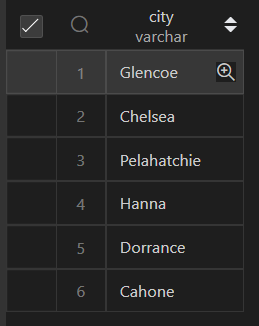 city
varchar
1 Glencoe
2 Chelsea
3 Pelahatchie
4 Hanna
5 Dorrance
6 Cahone